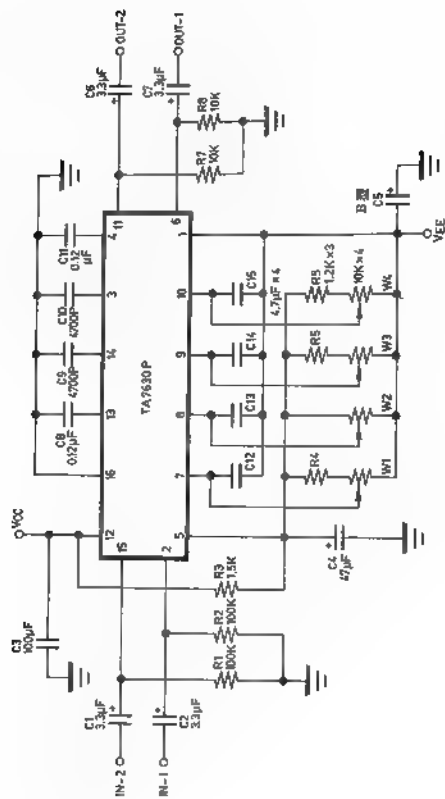 VCC
C3
100μF
C8
0.12μF
C9
4700P
C10
4700P
C11
0.12
μF
C6
3.3μF
OUT-2
C7
3.3μF
OUT-1
R7
10K
R8
10K
16
13
14
3
4
12
11
15
TA7630P
6
2
5
7
8
9
10
1
C1
3.3μF
IN-2
C2
3.3μF
IN-1
R1
100K
R2
100K
R3
1.5K
C12
C13
C14
C15
4.7μF×4
R4
R5
R5
1.2K×3
10K×4
W1
W2
W3
W4
C4
47μF
B型
C5
VEE